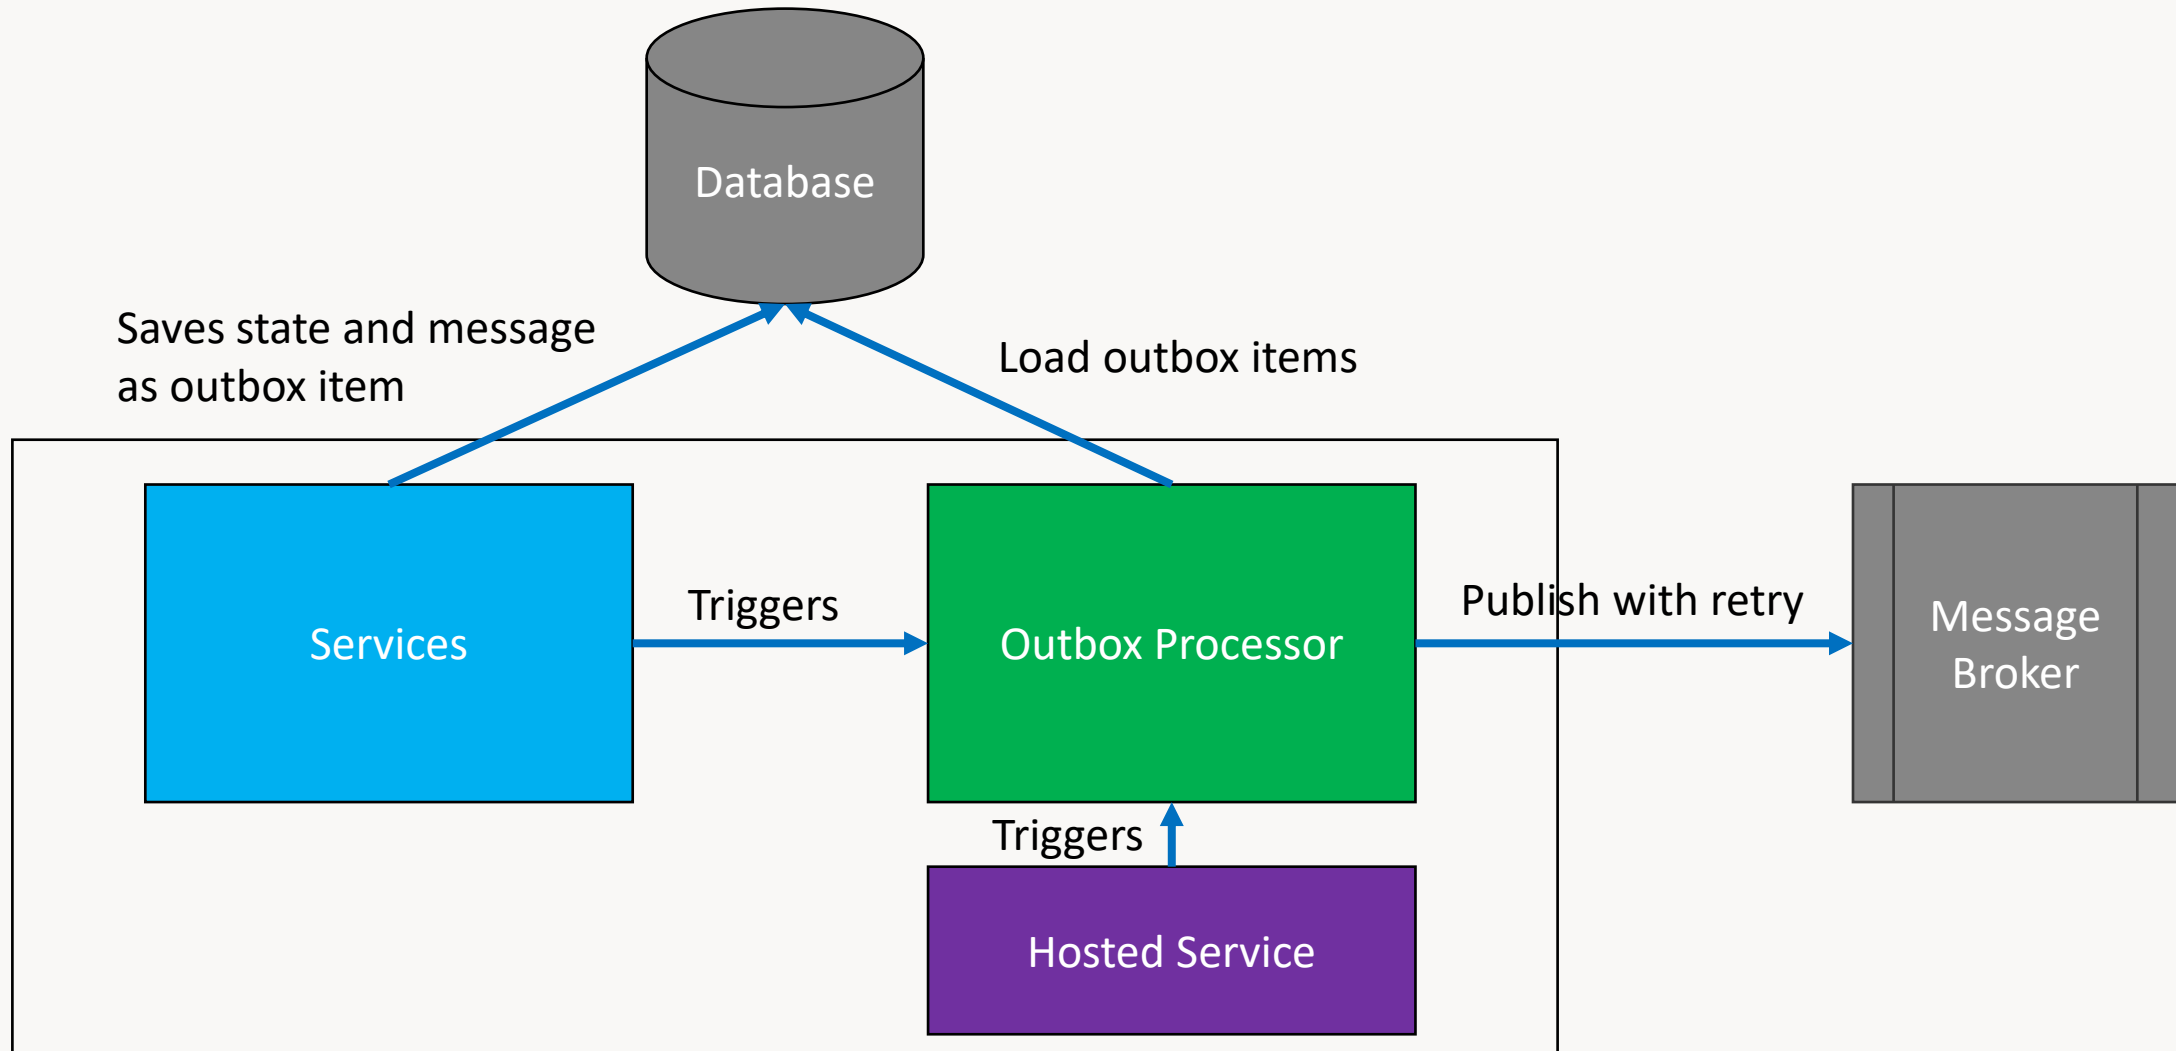 Database
Saves state and message
as outbox item
Load outbox items
Services
Triggers
Outbox Processor
Publish with retry
Message
Broker
Triggers
Hosted Service